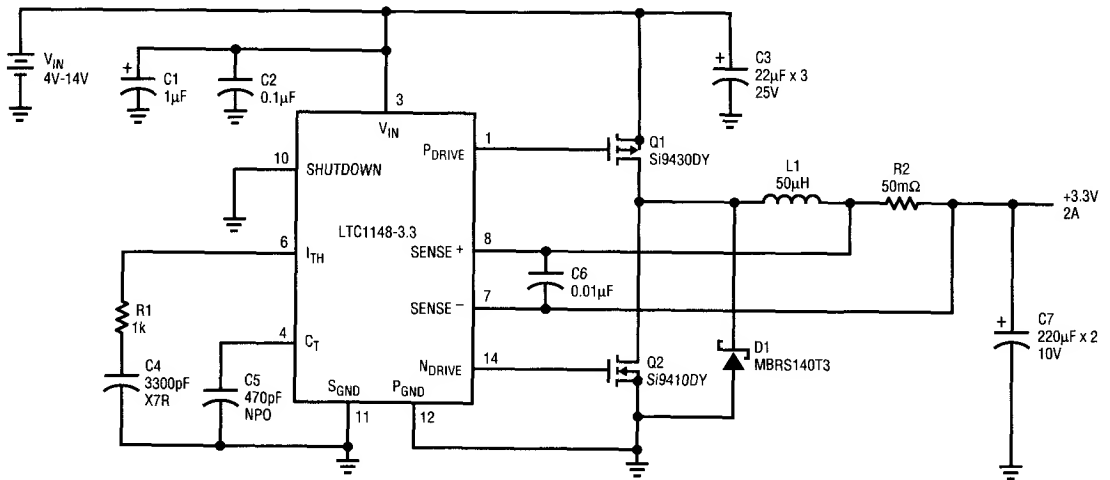 V_IN
4V-14V
C1
1µF
C2
0.1µF
C3
22µF x 3
25V
3
V_IN
1
P_DRIVE
Q1
Si9430DY
10
SHUTDOWN
L1
50µH
R2
50mΩ
+3.3V
2A
LTC1148-3.3
6
I_TH
8
SENSE +
C6
0.01µF
7
SENSE –
R1
1k
4
C_T
C7
220µF x 2
10V
D1
MBRS140T3
14
N_DRIVE
Q2
Si9410DY
C4
3300pF
X7R
C5
470pF
NPO
S_GND
P_GND
11
12